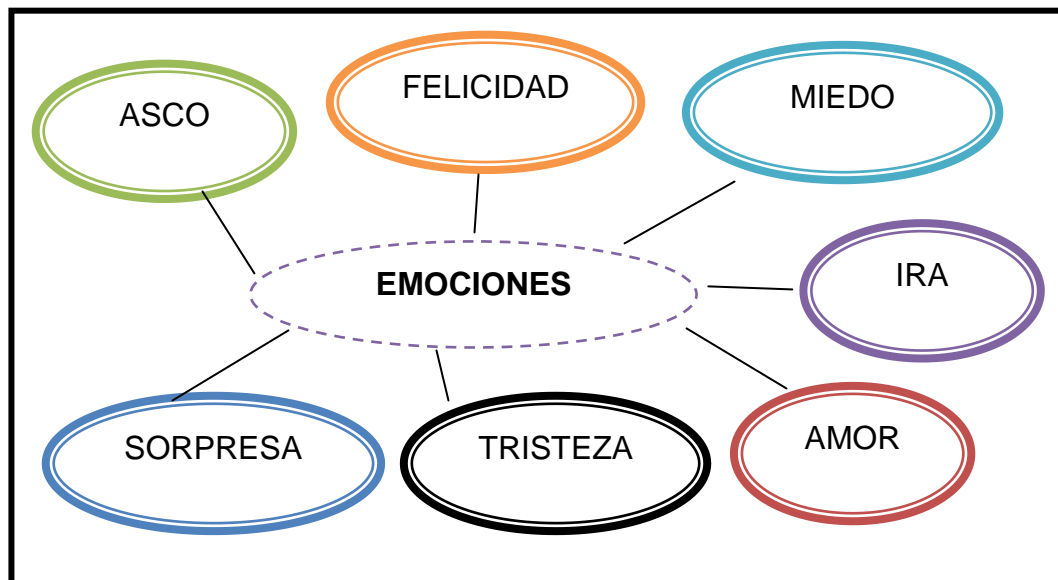 FELICIDAD
MIEDO
ASCO
IRA
EMOCIONES
AMOR
SORPRESA
TRISTEZA